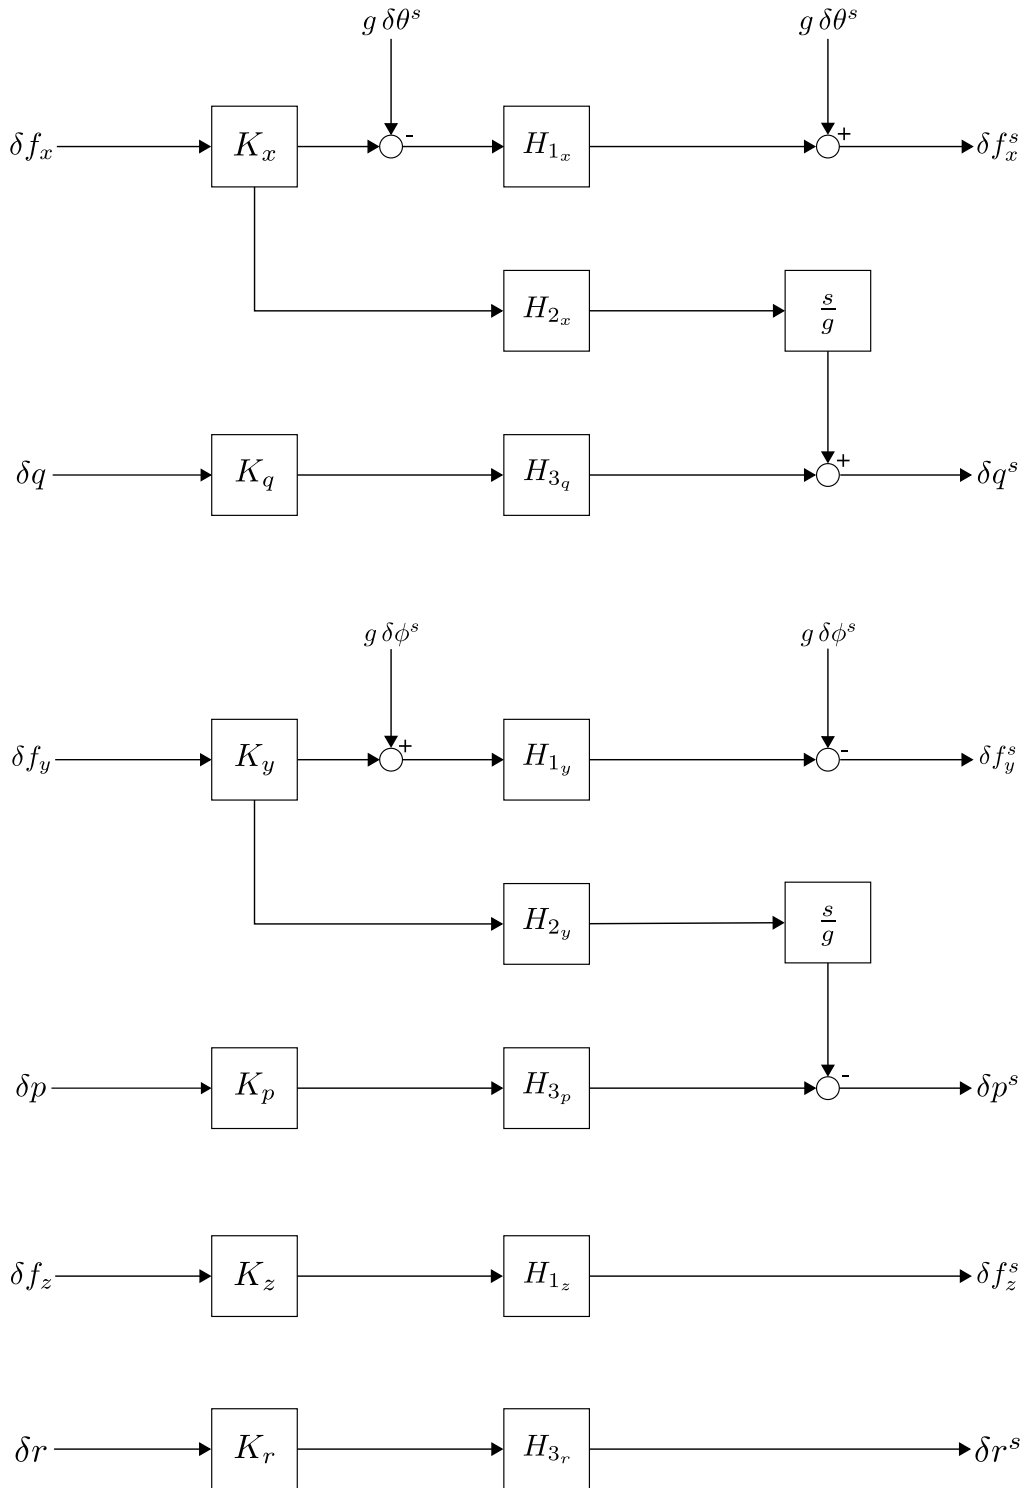 g δθ^s g δθ^s
δf_x K_x - H_{1_x} + δf_x^s
H_{2_x} s/g
δq K_q H_{3_q} + δq^s
g δϕ^s g δϕ^s
δf_y K_y + H_{1_y} - δf_y^s
H_{2_y} s/g
δp K_p H_{3_p} - δp^s
δf_z K_z H_{1_z} δf_z^s
δr K_r H_{3_r} δr^s